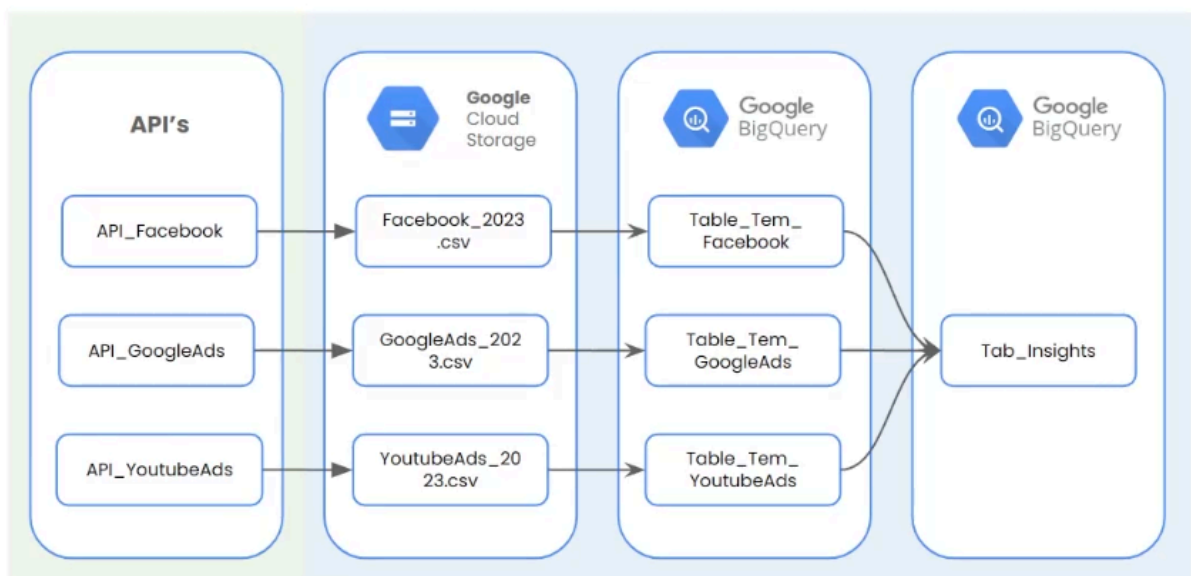 API's
API_Facebook
API_GoogleAds
API_YoutubeAds
Google
Cloud
Storage
Facebook_2023
.csv
GoogleAds_202
3.csv
YoutubeAds_20
23.csv
Google
BigQuery
Table_Tem_
Facebook
Table_Tem_
GoogleAds
Table_Tem_
YoutubeAds
Google
BigQuery
Tab_Insights